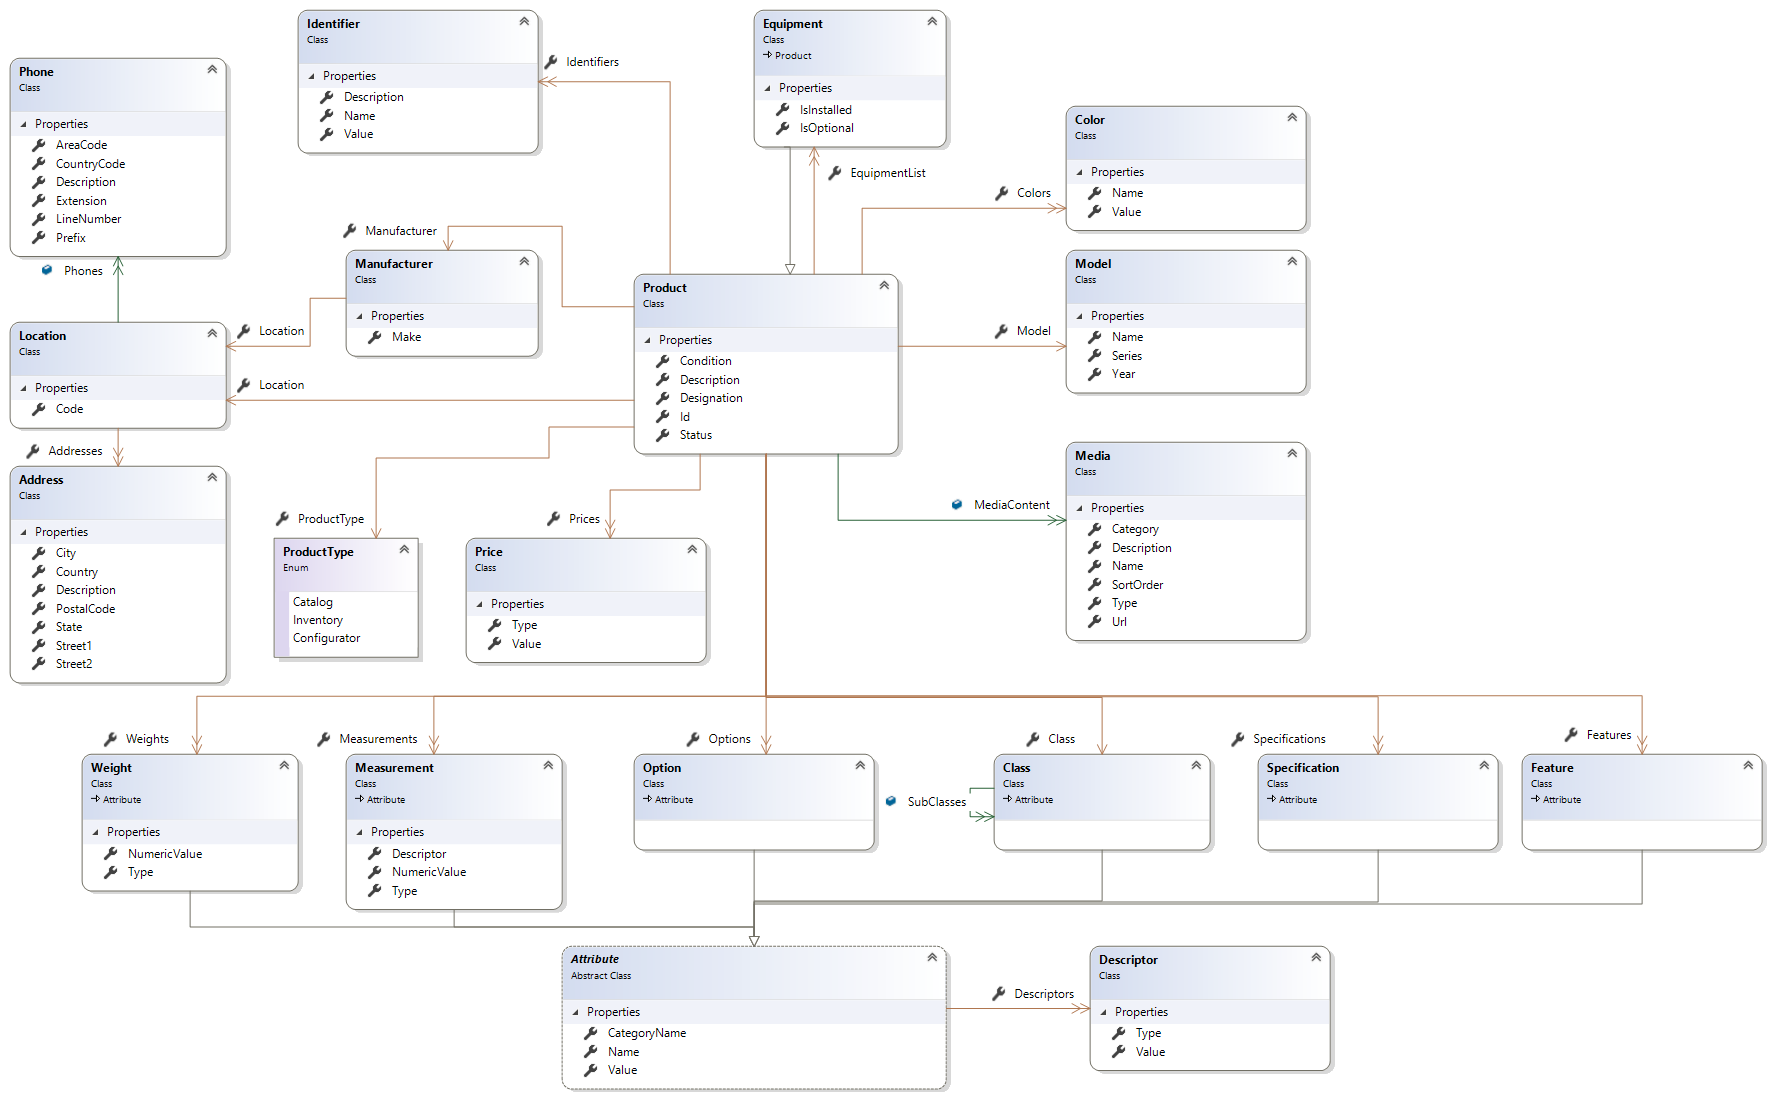 Identifier
Class
Properties
Description
Name
Value
Identifiers
Equipment
Class
Product
Properties
IsInstalled
IsOptional
EquipmentList
Phone
Class
Properties
AreaCode
CountryCode
Description
Extension
LineNumber
Prefix
Phones
Color
Class
Properties
Name
Value
Colors
Manufacturer
Manufacturer
Class
Properties
Make
Product
Class
Properties
Condition
Description
Designation
Id
Status
Model
Class
Properties
Name
Series
Year
Model
Location
Class
Properties
Code
Location
Location
Addresses
Address
Class
Properties
City
Country
Description
PostalCode
State
Street1
Street2
ProductType
ProductType
Enum
Catalog
Inventory
Configurator
Prices
Price
Class
Properties
Type
Value
MediaContent
Media
Class
Properties
Category
Description
Name
SortOrder
Type
Url
Weights
Weight
Class
Attribute
Properties
NumericValue
Type
Measurements
Measurement
Class
Attribute
Properties
Descriptor
NumericValue
Type
Options
Option
Class
Attribute
Class
SubClasses
Class
Class
Attribute
Specifications
Specification
Class
Attribute
Features
Feature
Class
Attribute
Attribute
Abstract Class
Properties
CategoryName
Name
Value
Descriptors
Descriptor
Class
Properties
Type
Value